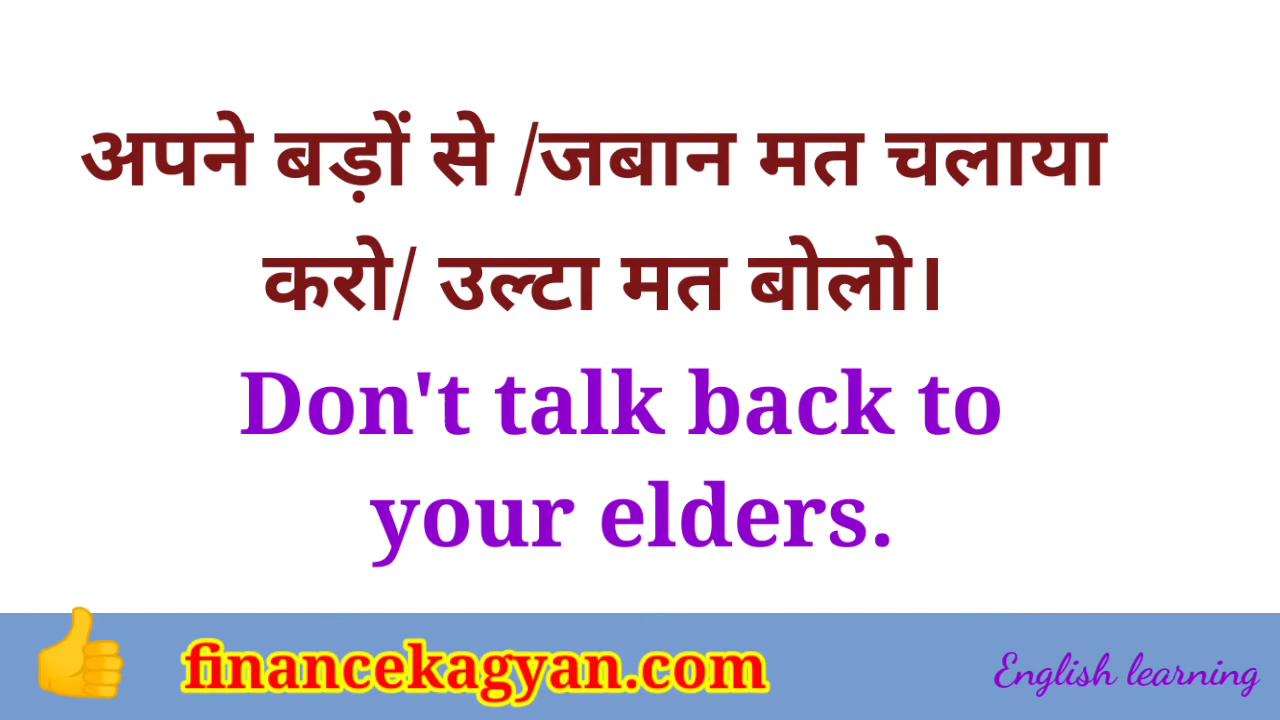 अपने बड़ों से /जबान मत चलाया
करो/ उल्टा मत बोलो।
Don't talk back to
your elders.
financekagyan.com
English learning